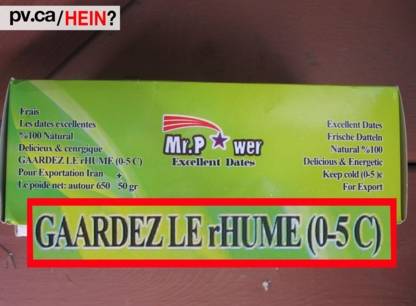 pv.ca/HEIN?
Frais
Les dates excellentes
%100 Natural
Delicieux & cenrgique
GAARDEZ LE rHUME (0-5 C)
Pour Exportation Iran
Le poide net: autour 650 + 50 gr
Mr.P wer
Excellent Dates
Excellent Dates
Frische Datteln
Natural %100
Delicious & Energetic
Keep cold (0-5 )c
For Export
GAARDEZ LE rHUME (0-5 C)